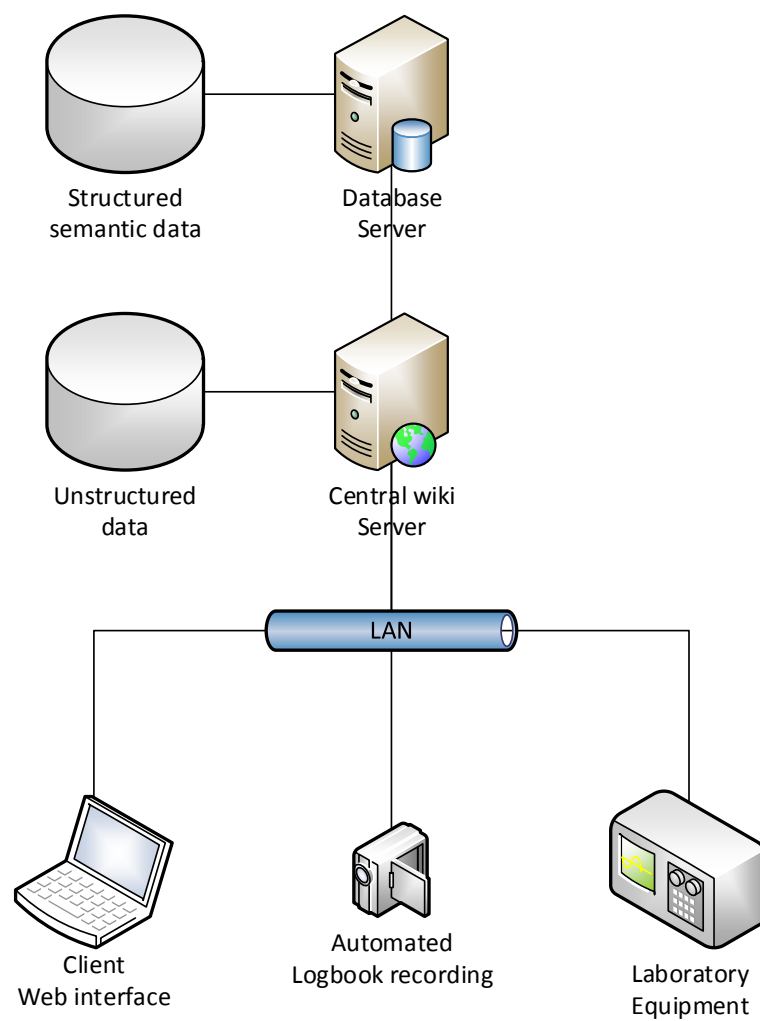 Structured
semantic data
Database
Server
Unstructured
data
Central wiki
Server
LAN
Client
Web interface
Automated
Logbook recording
Laboratory
Equipment